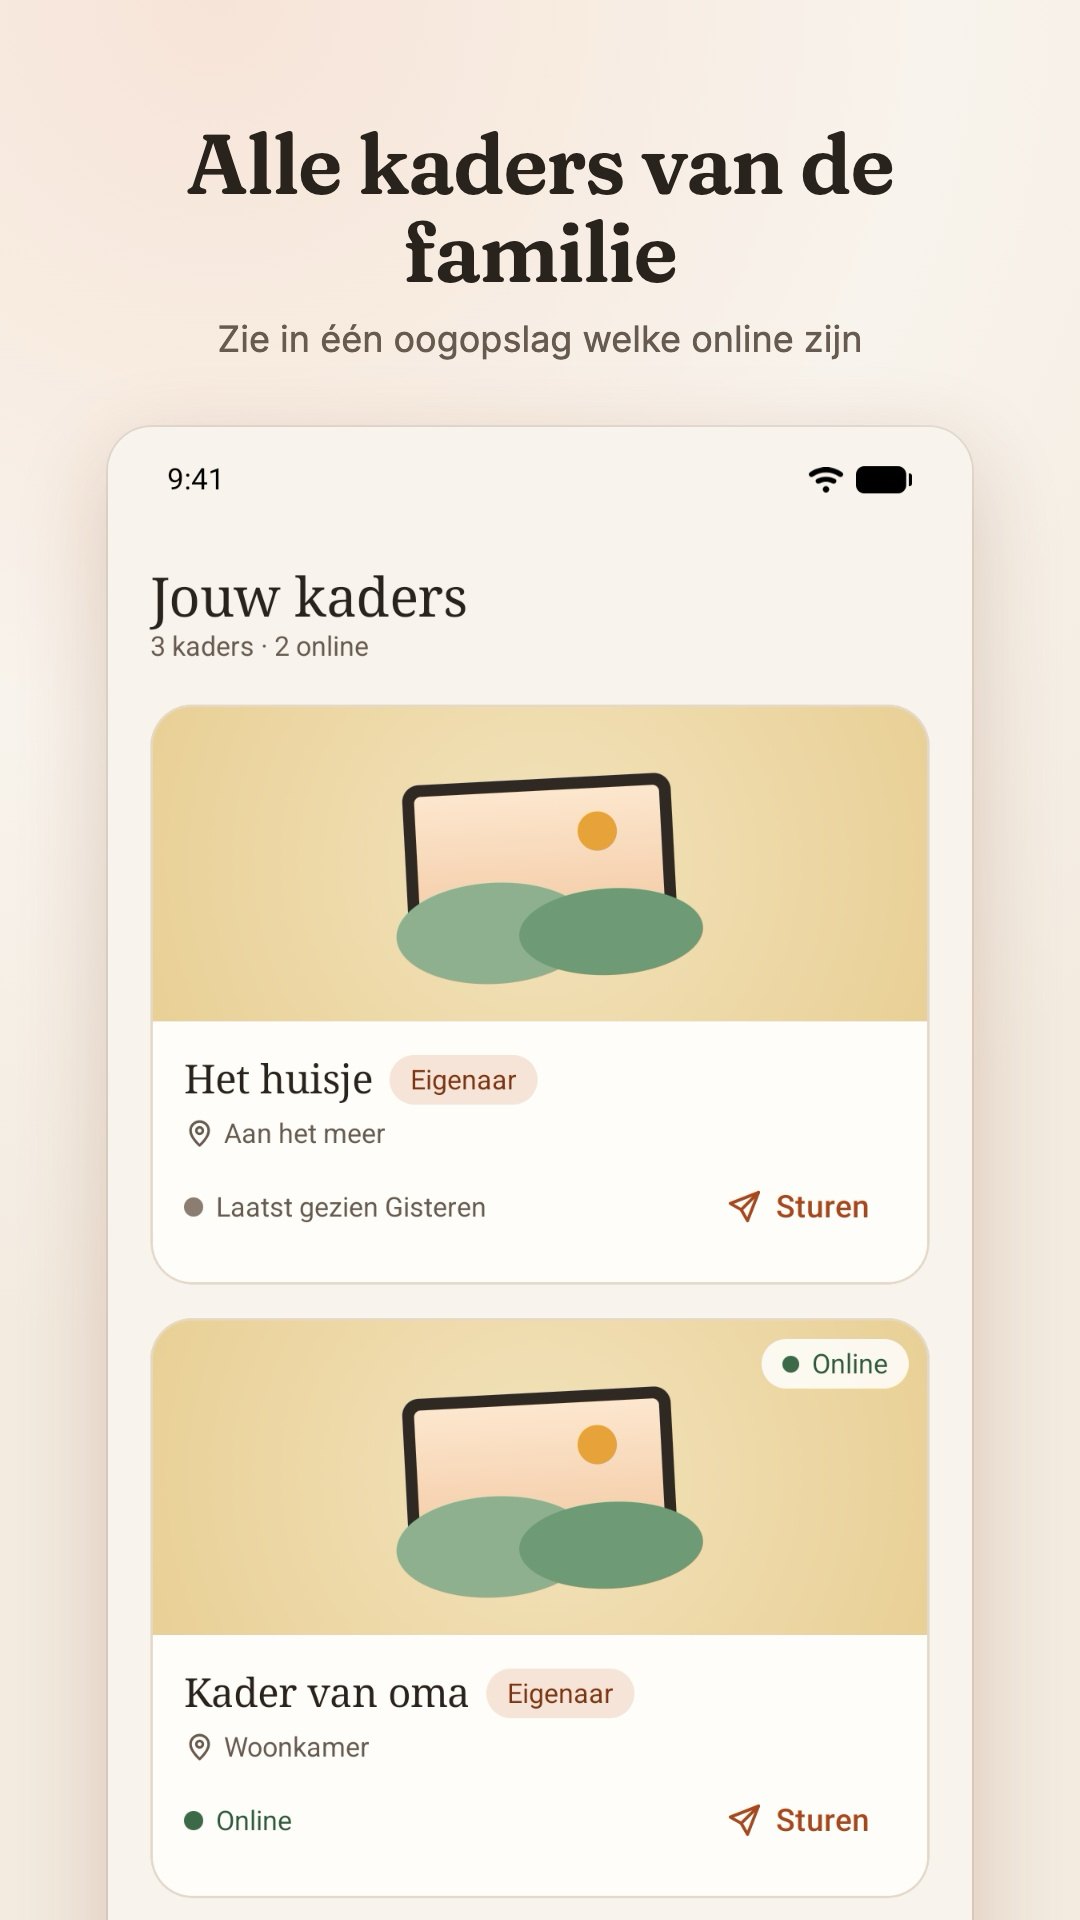 Alle kaders van de
familie
Zie in één oogopslag welke online zijn
9:41
Jouw kaders
3 kaders · 2 online
Het huisje Eigenaar
Aan het meer
Laatst gezien Gisteren Sturen
Online
Kader van oma Eigenaar
Woonkamer
Online Sturen